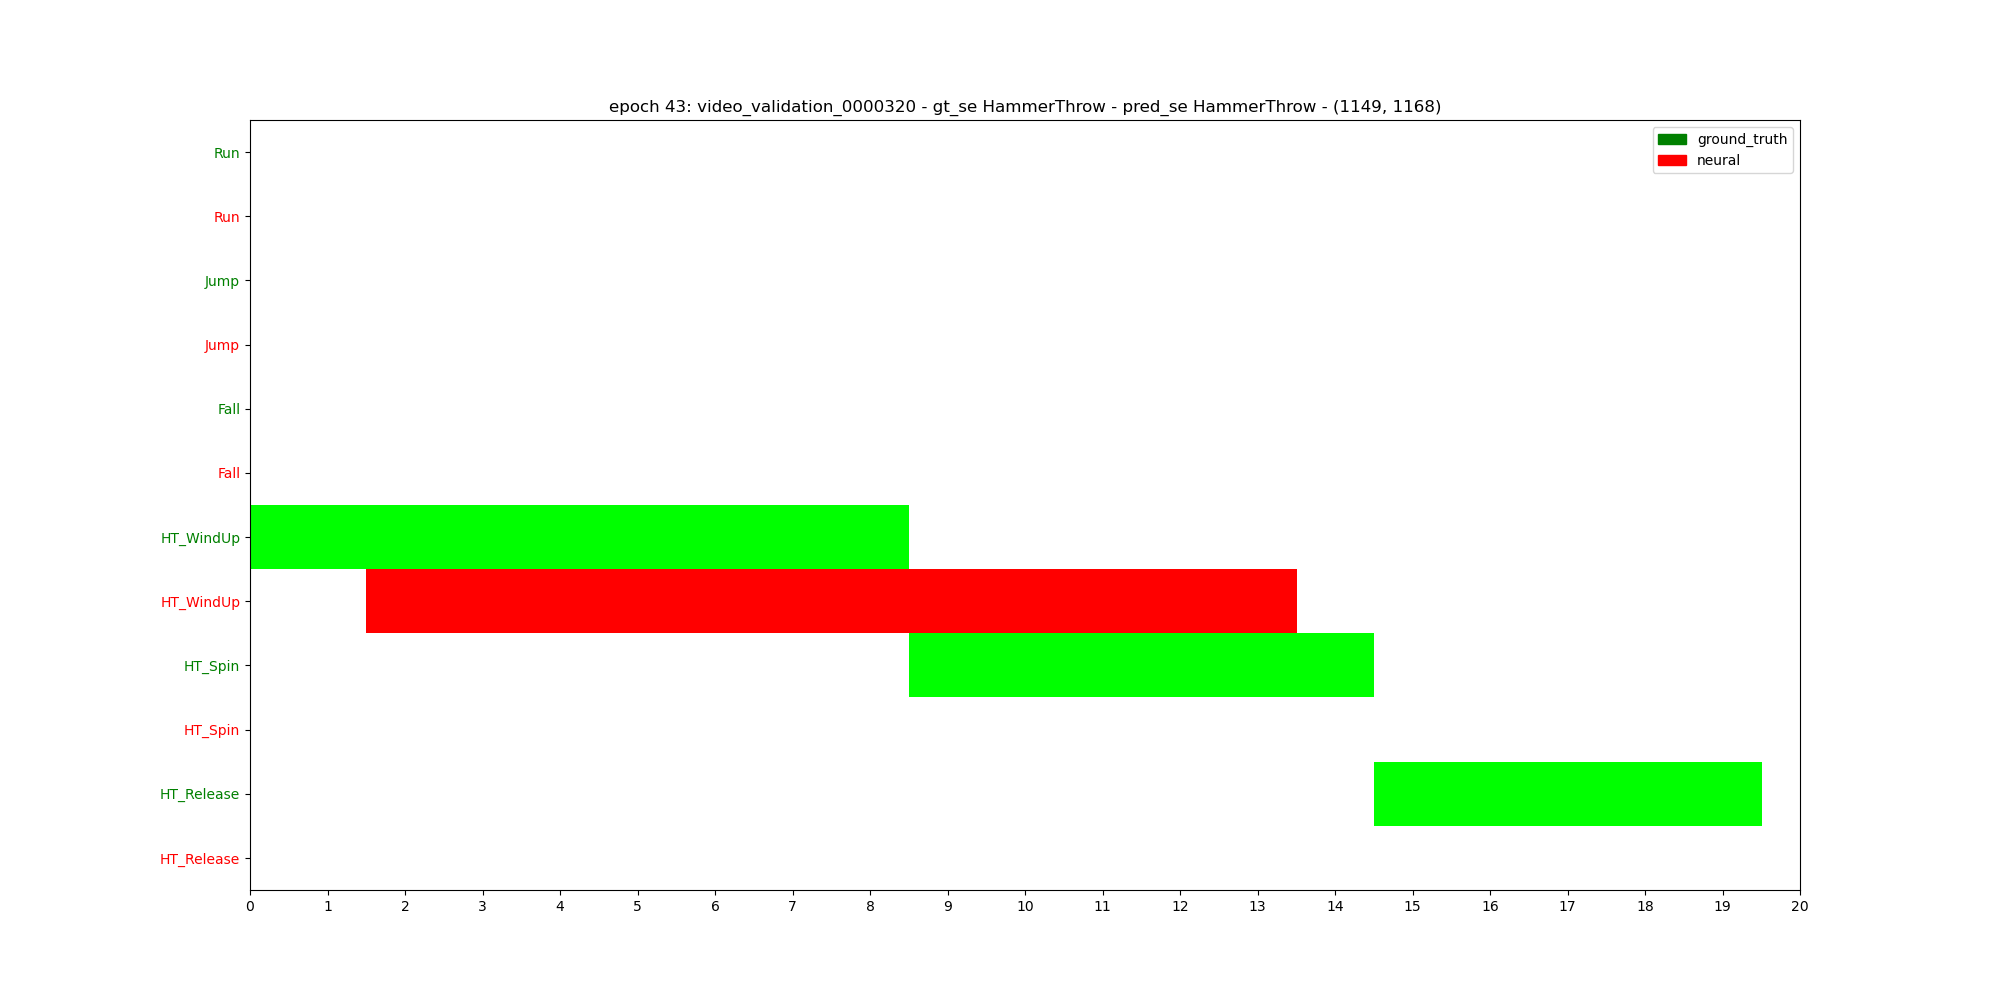 epoch 43: video_validation_0000320 - gt_se HammerThrow - pred_se HammerThrow - (1149, 1168)
ground_truth
neural
Run
Run
Jump
Jump
Fall
Fall
HT_WindUp
HT_WindUp
HT_Spin
HT_Spin
HT_Release
HT_Release
0 1 2 3 4 5 6 7 8 9 10 11 12 13 14 15 16 17 18 19 20